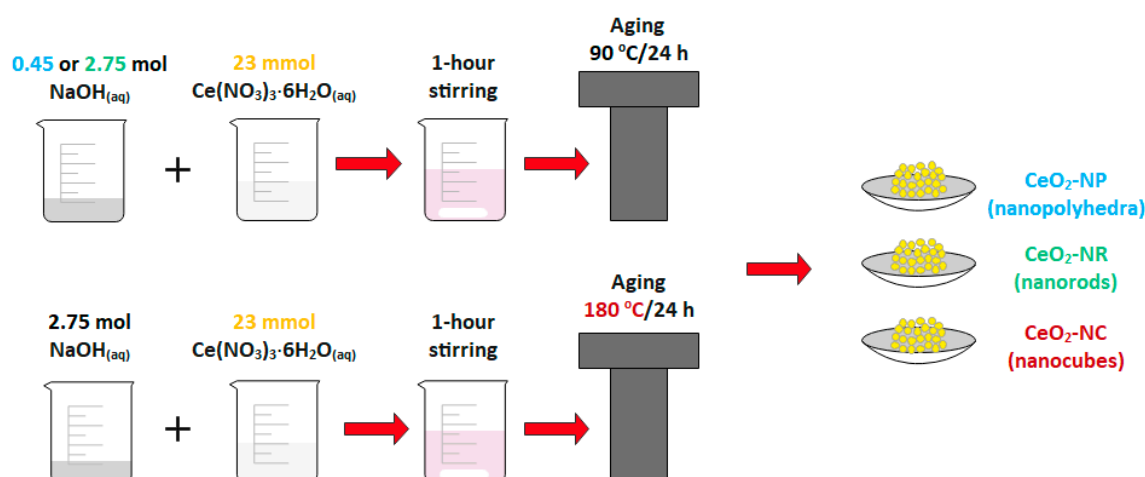 Aging
90 °C/24 h
0.45 or 2.75 mol
NaOH(aq)
23 mmol
Ce(NO3)3·6H2O(aq)
1-hour
stirring
+
CeO2-NP
(nanopolyhedra)
CeO2-NR
(nanorods)
CeO2-NC
(nanocubes)
Aging
180 °C/24 h
2.75 mol
NaOH(aq)
23 mmol
Ce(NO3)3·6H2O(aq)
1-hour
stirring
+